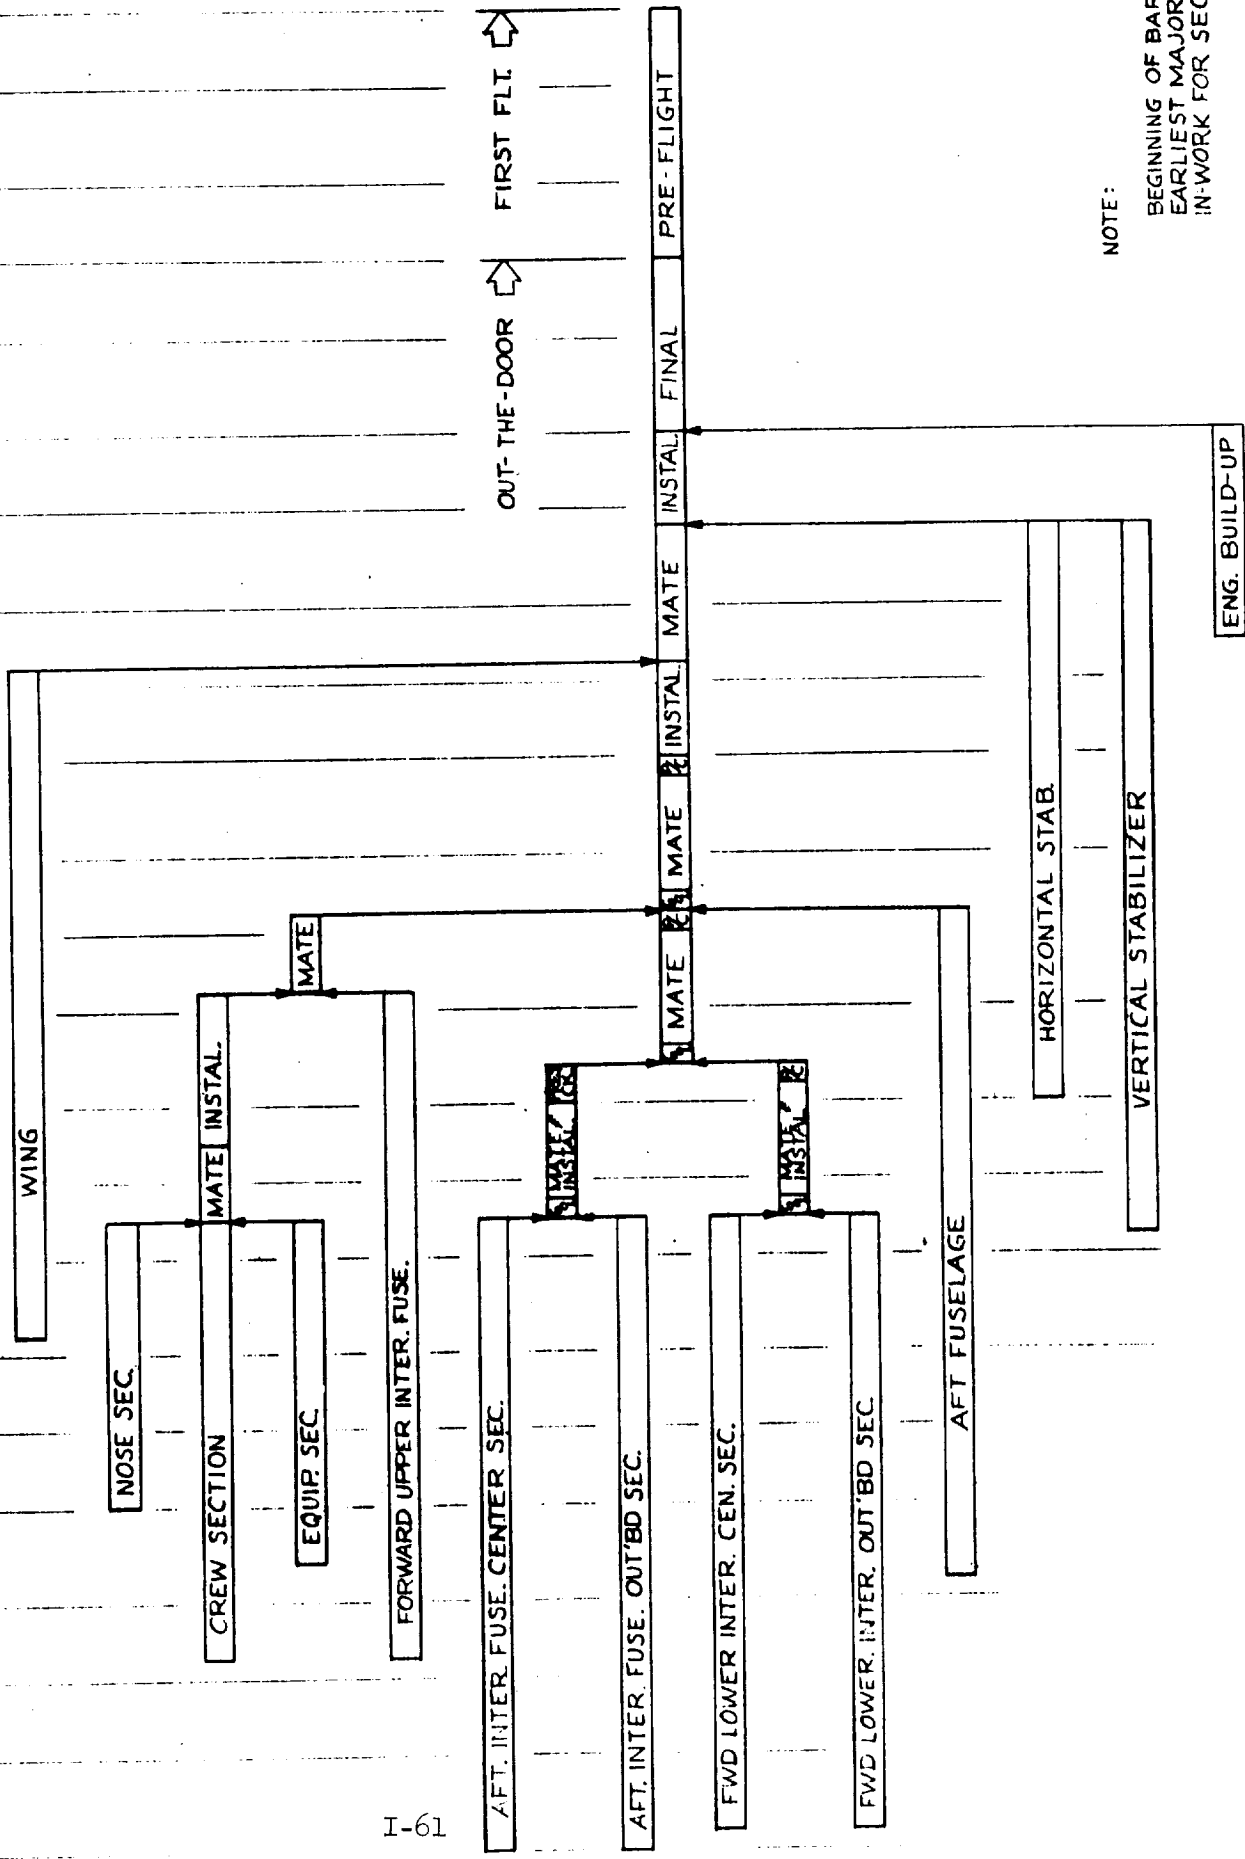 WING
NOSE SEC.
CREW SECTION
MATE
INSTAL.
EQUIP. SEC.
MATE
FORWARD UPPER INTER. FUSE.
OUT-THE-DOOR
FIRST FLT.
AFT. INTER. FUSE. CENTER SEC.
MATE/
INSTAL.
AFT. INTER. FUSE. OUT'BD SEC.
MATE
MATE
INSTAL.
MATE
INSTAL.
FINAL
PRE-FLIGHT
FWD LOWER INTER. CEN. SEC.
MATE/
INSTAL.
FWD LOWER. INTER. OUT'BD SEC.
AFT FUSELAGE
HORIZONTAL STAB.
VERTICAL STABILIZER
ENG. BUILD-UP
NOTE:
BEGINNING OF BAR
EARLIEST MAJOR
IN-WORK FOR SEC
I-61